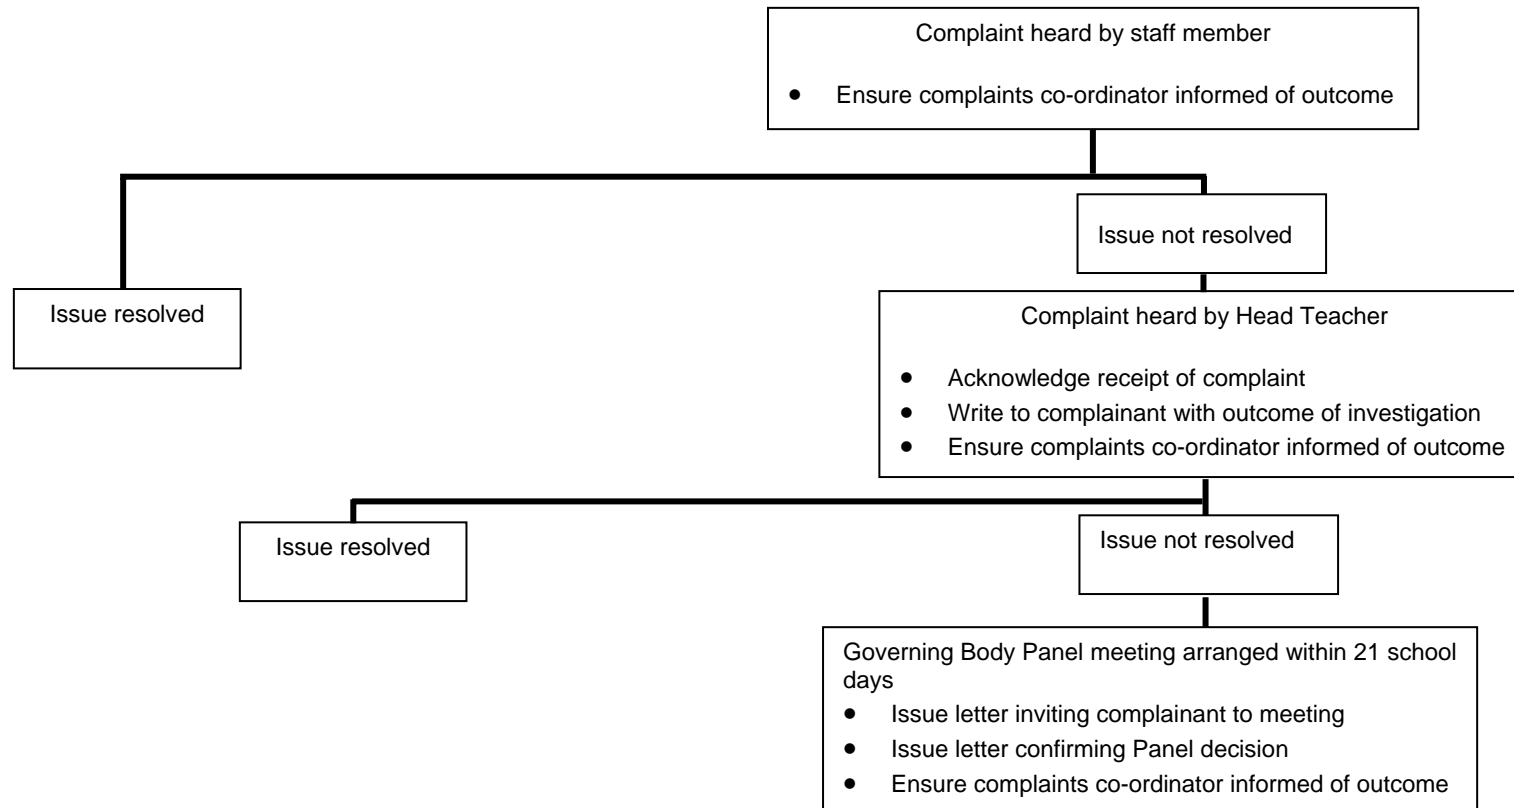 Complaint heard by staff member
● Ensure complaints co-ordinator informed of outcome
Issue not resolved
Issue resolved
Complaint heard by Head Teacher
● Acknowledge receipt of complaint
● Write to complainant with outcome of investigation
● Ensure complaints co-ordinator informed of outcome
Issue resolved
Issue not resolved
Governing Body Panel meeting arranged within 21 school
days
● Issue letter inviting complainant to meeting
● Issue letter confirming Panel decision
● Ensure complaints co-ordinator informed of outcome